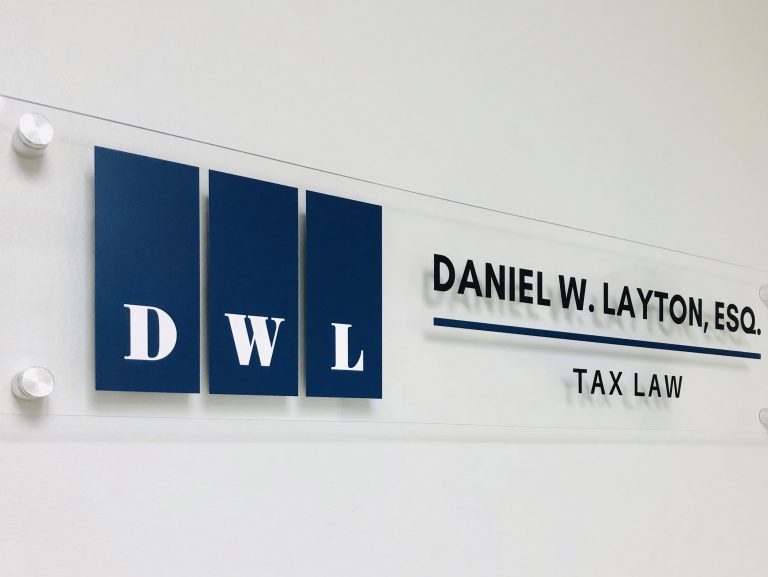 D W L
DANIEL W. LAYTON, ESQ.
TAX LAW